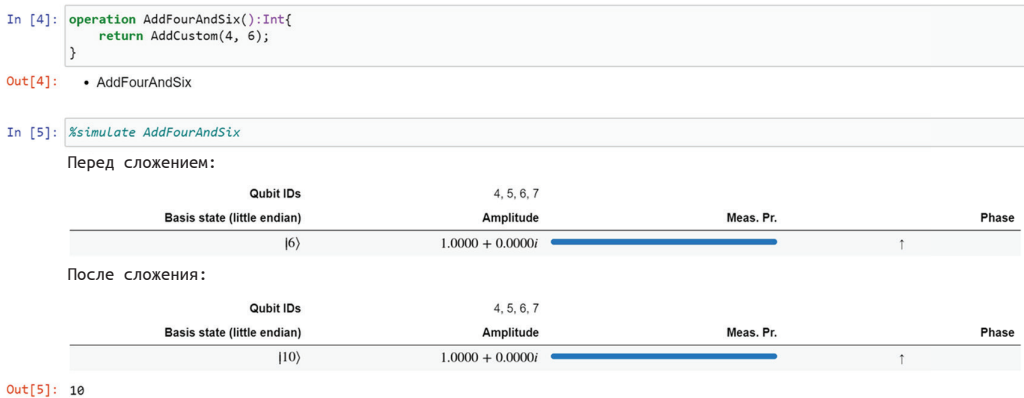 In [4]: operation AddFourAndSix():Int{
    return AddCustom(4, 6);
}
Out[4]: • AddFourAndSix
In [5]: %simulate AddFourAndSix
Перед сложением:
Qubit IDs 4, 5, 6, 7
Basis state (little endian) Amplitude Meas. Pr. Phase
|6⟩ 1.0000 + 0.0000i ↑
После сложения:
Qubit IDs 4, 5, 6, 7
Basis state (little endian) Amplitude Meas. Pr. Phase
|10⟩ 1.0000 + 0.0000i ↑
Out[5]: 10